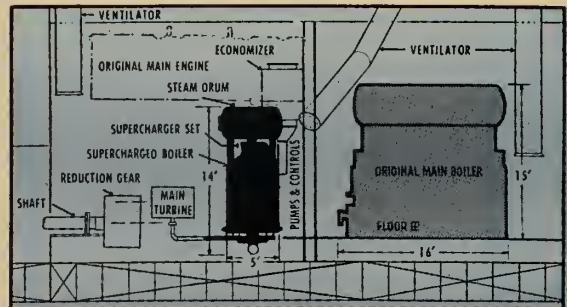 VENTILATOR
ECONOMIZER
VENTILATOR
ORIGINAL MAIN ENGINE
STEAM DRUM
SUPERCHARGER SET
SUPERCHARGED BOILER
REDUCTION GEAR
MAIN
TURBINE
SHAFT
14'
5'
PUMPS & CONTROLS
ORIGINAL MAIN BOILER
15'
FLOOR
16'